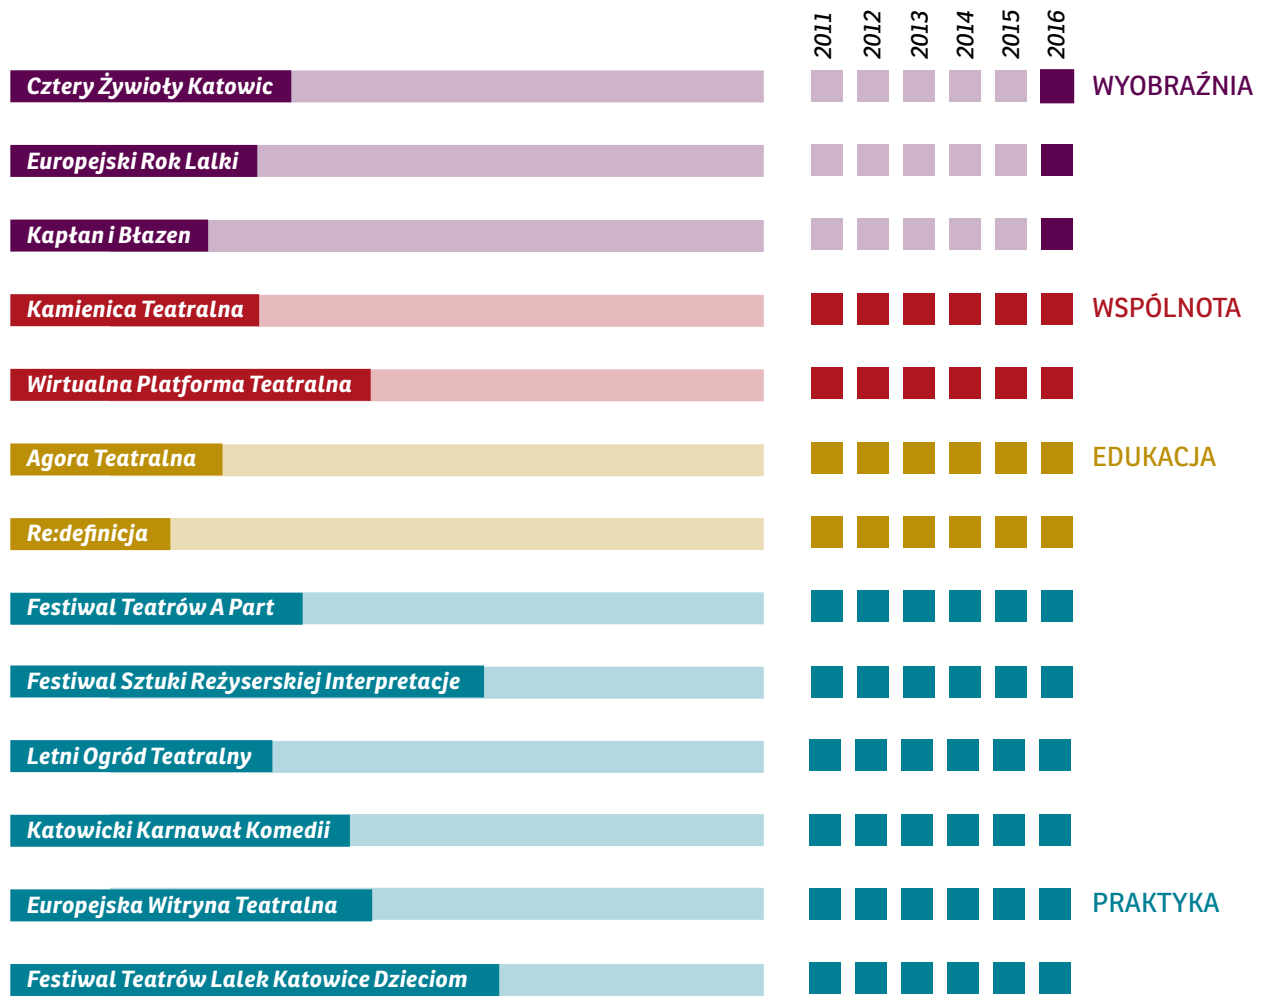 2011 2012 2013 2014 2015 2016
Cztery Żywioły Katowic WYOBRAŹNIA
Europejski Rok Lalki
Kapłan i Błazen
Kamienica Teatralna WSPÓLNOTA
Wirtualna Platforma Teatralna
Agora Teatralna EDUKACJA
Re:definicja
Festiwal Teatrów A Part
Festiwal Sztuki Reżyserskiej Interpretacje
Letni Ogród Teatralny
Katowicki Karnawał Komedii
Europejska Witryna Teatralna PRAKTYKA
Festiwal Teatrów Lalek Katowice Dzieciom